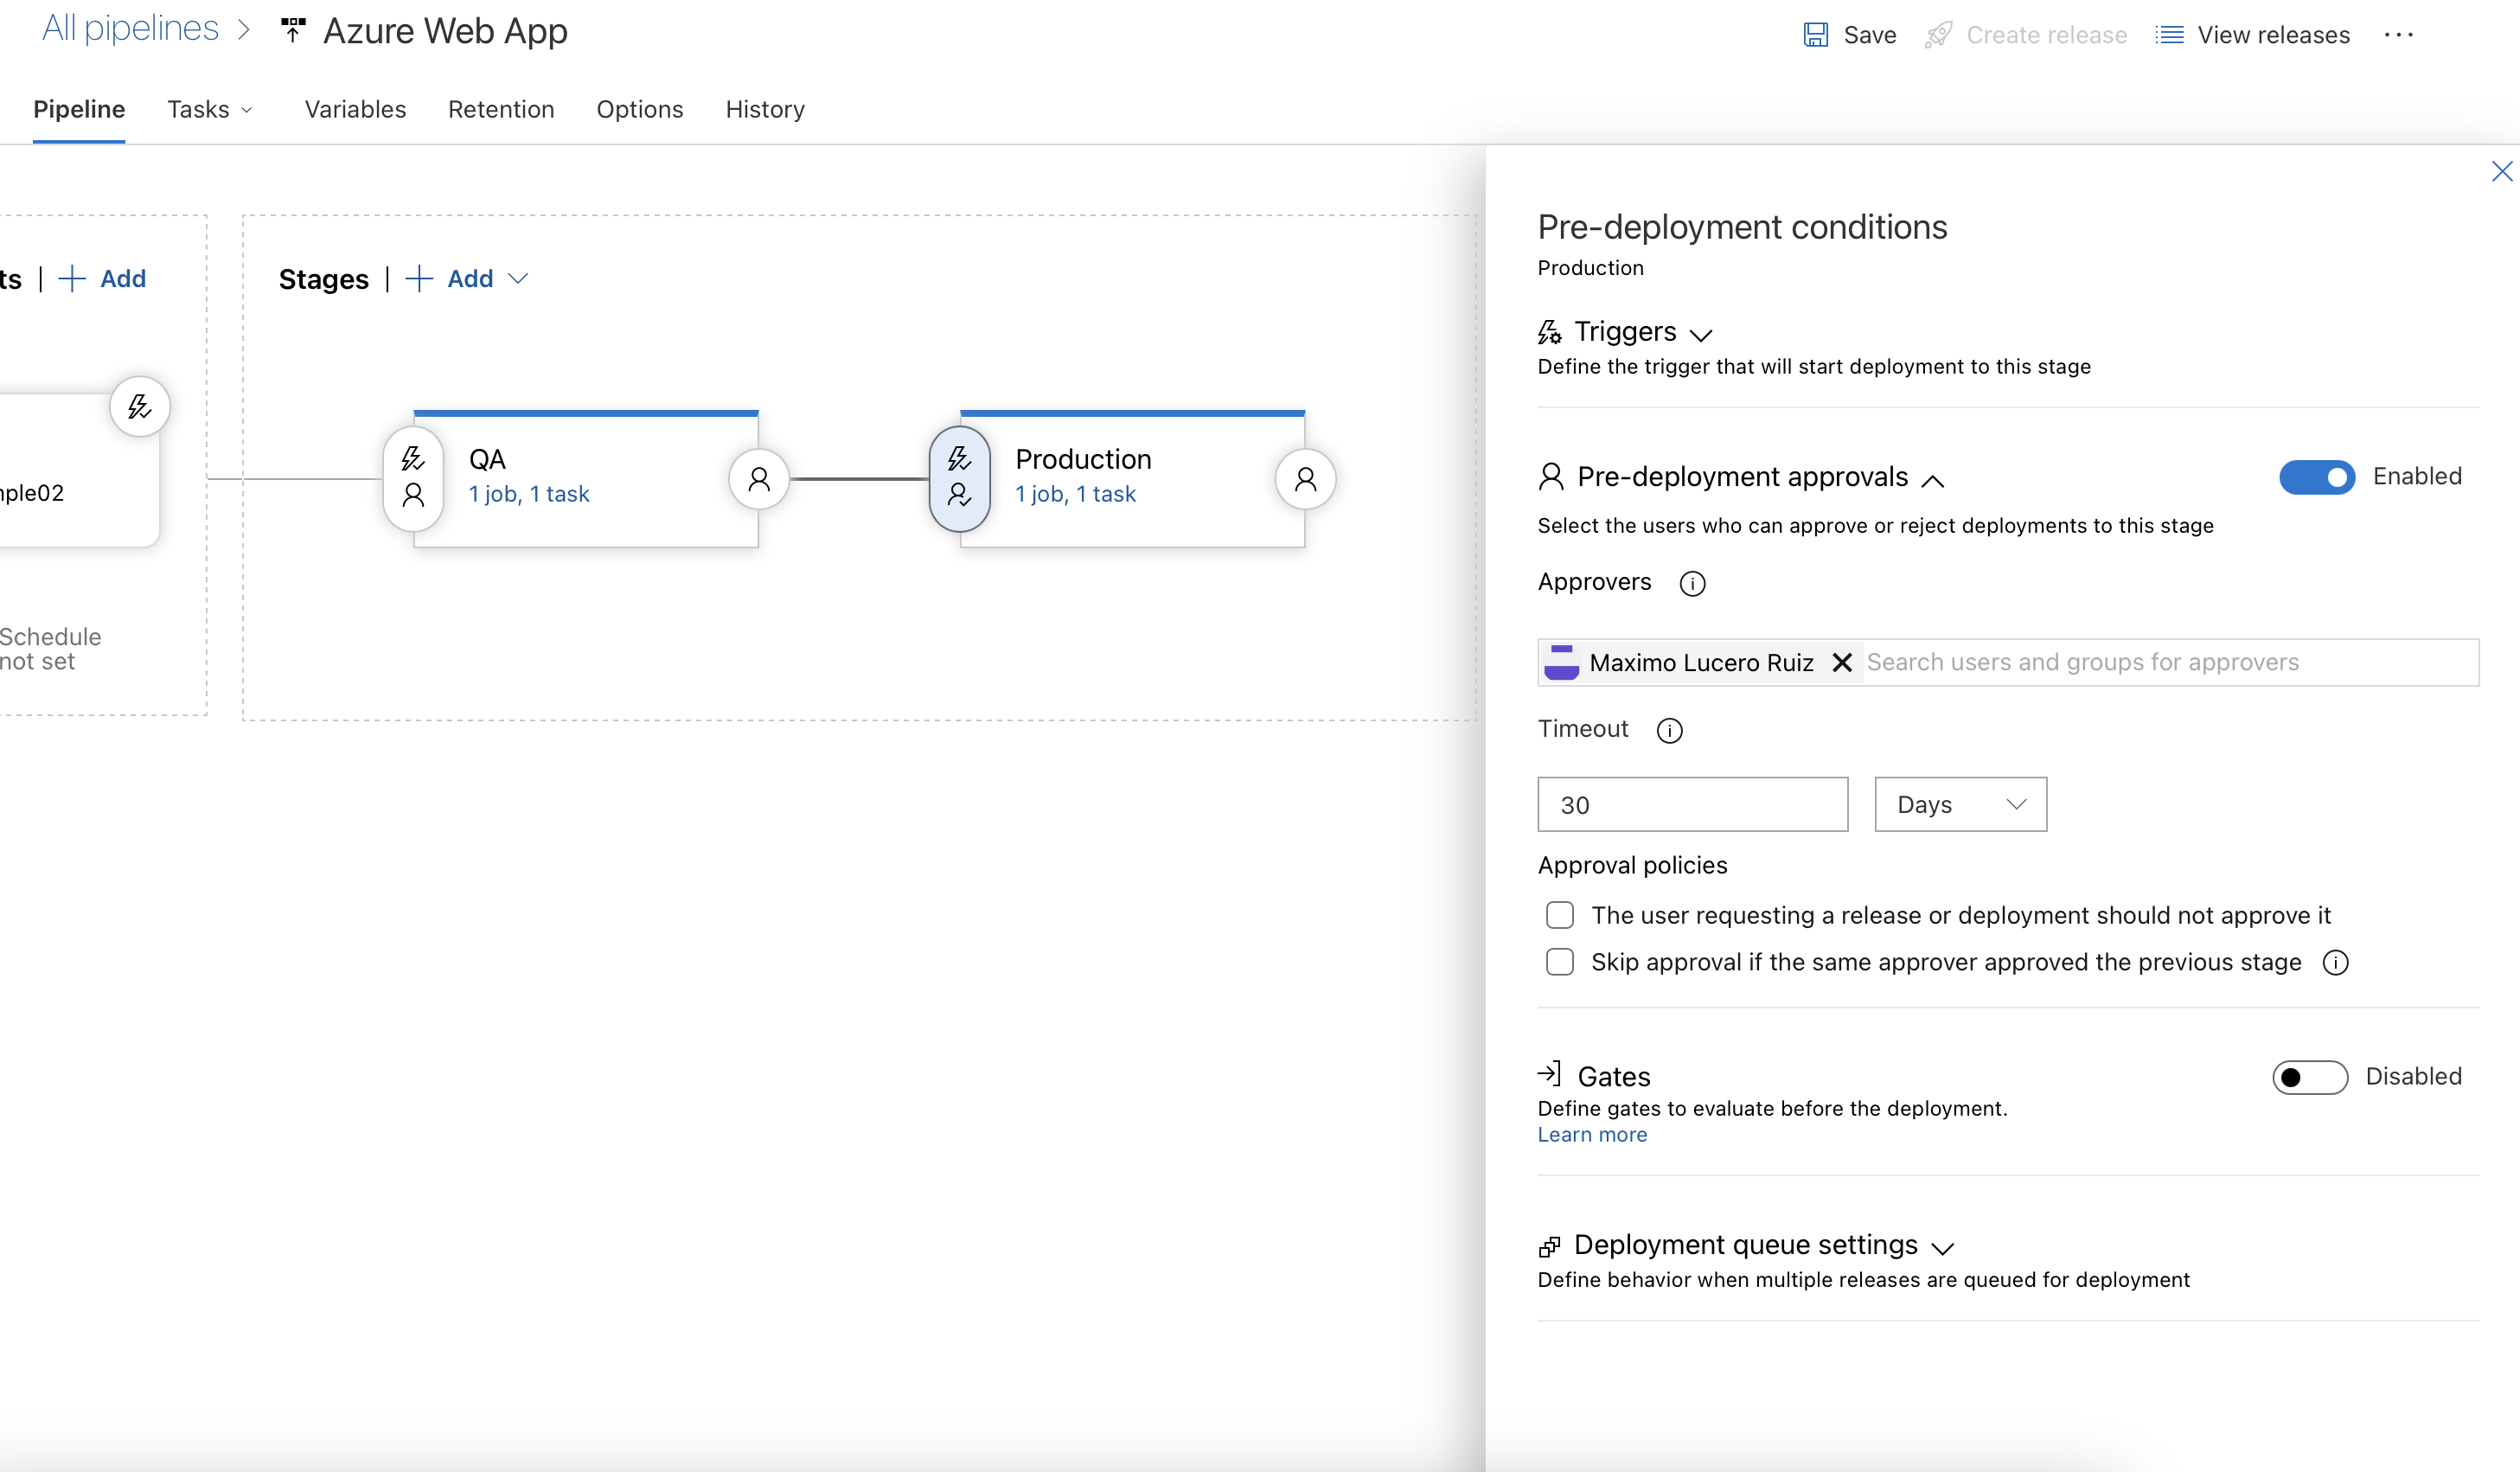 All pipelines > Azure Web App
Save
Create release
View releases
Pipeline
Tasks
Variables
Retention
Options
History
ts | + Add
Stages | + Add
nple02
Schedule
not set
QA
1 job, 1 task
Production
1 job, 1 task
Pre-deployment conditions
Production
Triggers
Define the trigger that will start deployment to this stage
Pre-deployment approvals
Enabled
Select the users who can approve or reject deployments to this stage
Approvers
Maximo Lucero Ruiz
Search users and groups for approvers
Timeout
30
Days
Approval policies
The user requesting a release or deployment should not approve it
Skip approval if the same approver approved the previous stage
Gates
Disabled
Define gates to evaluate before the deployment.
Learn more
Deployment queue settings
Define behavior when multiple releases are queued for deployment